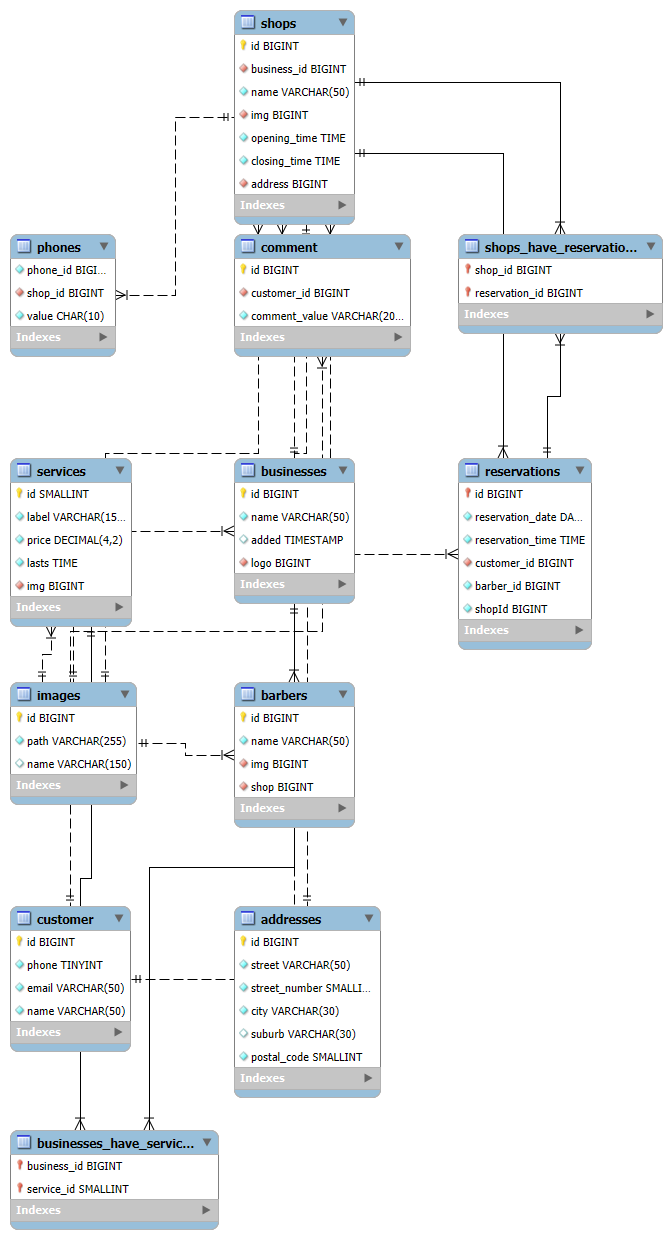 shops
id BIGINT
business_id BIGINT
name VARCHAR(50)
img BIGINT
opening_time TIME
closing_time TIME
address BIGINT
Indexes
phones
phone_id BIGI...
shop_id BIGINT
value CHAR(10)
Indexes
comment
id BIGINT
customer_id BIGINT
comment_value VARCHAR(20...
Indexes
shops_have_reservatio...
shop_id BIGINT
reservation_id BIGINT
Indexes
services
id SMALLINT
label VARCHAR(15...
price DECIMAL(4,2)
lasts TIME
img BIGINT
Indexes
businesses
id BIGINT
name VARCHAR(50)
added TIMESTAMP
logo BIGINT
Indexes
reservations
id BIGINT
reservation_date DA...
reservation_time TIME
customer_id BIGINT
barber_id BIGINT
shopId BIGINT
Indexes
images
id BIGINT
path VARCHAR(255)
name VARCHAR(150)
Indexes
barbers
id BIGINT
name VARCHAR(50)
img BIGINT
shop BIGINT
Indexes
customer
id BIGINT
phone TINYINT
email VARCHAR(50)
name VARCHAR(50)
Indexes
addresses
id BIGINT
street VARCHAR(50)
street_number SMALLI...
city VARCHAR(30)
suburb VARCHAR(30)
postal_code SMALLINT
Indexes
businesses_have_servic...
business_id BIGINT
service_id SMALLINT
Indexes